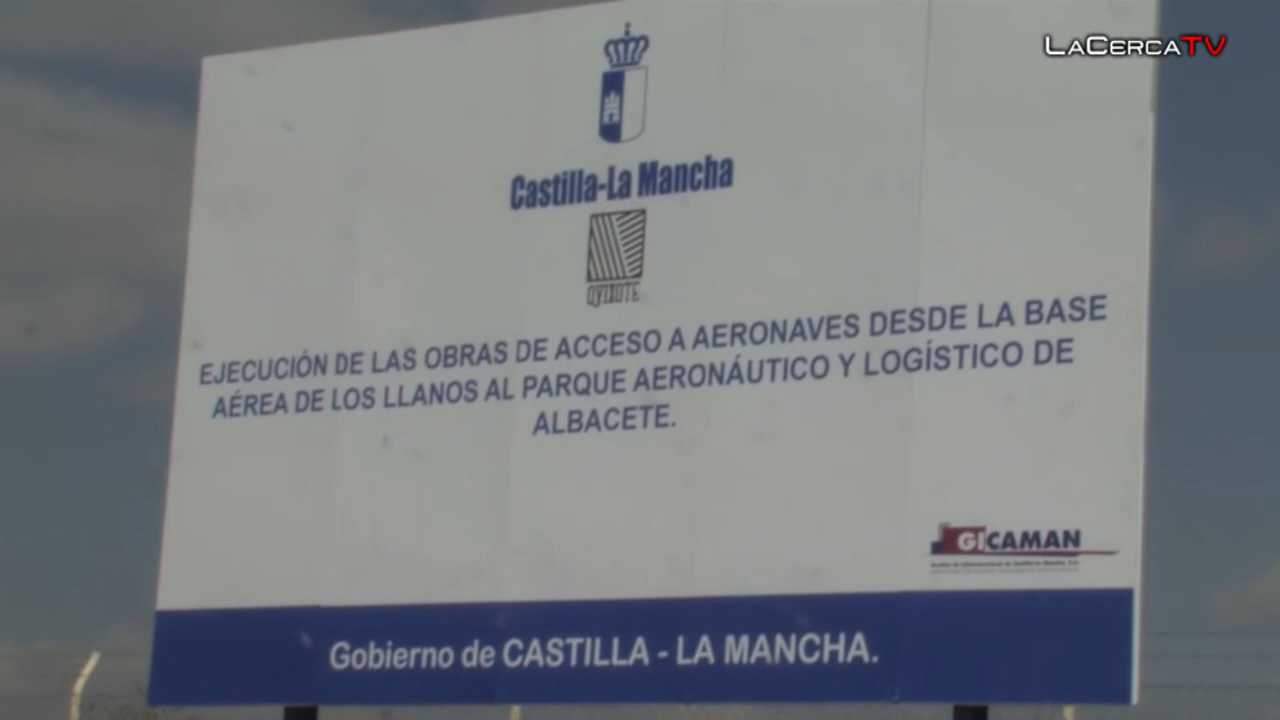 LACERCATV
Castilla-La Mancha
QVIXOTE
EJECUCIÓN DE LAS OBRAS DE ACCESO A AERONAVES DESDE LA BASE
AÉREA DE LOS LLANOS AL PARQUE AERONÁUTICO Y LOGÍSTICO DE
ALBACETE.
GICAMAN
Gobierno de CASTILLA - LA MANCHA.